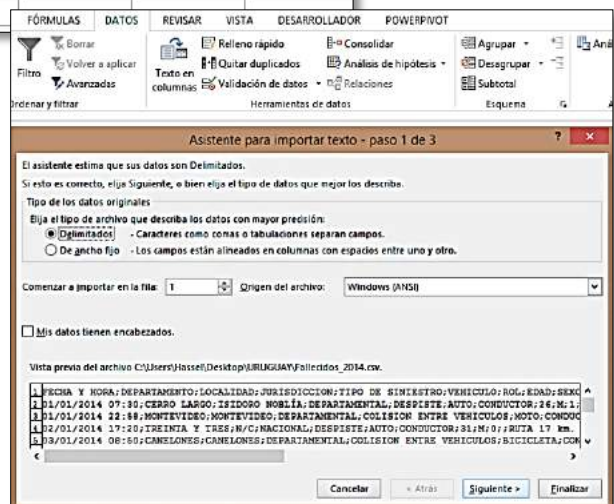 FÓRMULAS DATOS REVISAR VISTA DESARROLLADOR POWERPIVOT
Filtro
Borrar
Volver a aplicar
Avanzadas
Ordenar y filtrar
Texto en columnas
Relleno rápido
Quitar duplicados
Validación de datos
Consolidar
Análisis de hipótesis
Relaciones
Herramientas de datos
Agrupar
Desagrupar
Subtotal
Esquema
Asistente para importar texto - paso 1 de 3
El asistente estima que sus datos son Delimitados.
Si esto es correcto, elija Siguiente, o bien elija el tipo de datos que mejor los describa.
Tipo de los datos originales
Elija el tipo de archivo que describa los datos con mayor precisión:
Delimitados - Caracteres como comas o tabulaciones separan campos.
De ancho fijo - Los campos están alineados en columnas con espacios entre uno y otro.
Comenzar a importar en la fila: 1 Origen del archivo: Windows (ANSI)
Mis datos tienen encabezados.
Vista previa del archivo C:\Users\Hassel\Desktop\URUGUAY\Fallecidos_2014.csv.
1 FECHA Y HORA;DEPARTAMENTO;LOCALIDAD;JURISDICCION;TIPO DE SINIESTRO;VEHICULO;ROL;EDAD;SEXO
2 01/01/2014 07:30;CERRO LARGO;ISIDORO NOBLÍA;DEPARTAMENTAL;DESPISTE;AUTO;CONDUCTOR;26;M;1;
3 01/01/2014 22:58;MONTEVIDEO;MONTEVIDEO;DEPARTAMENTAL;COLISION ENTRE VEHICULOS;MOTO;CONDUC
4 02/01/2014 17:20;TREINTA Y TRES;N/C;NACIONAL;DESPISTE;AUTO;CONDUCTOR;31;M;0;;RUTA 17 km.
5 03/01/2014 08:50;CANELONES;CANELONES;DEPARTAMENTAL;COLISION ENTRE VEHICULOS;BICICLETA;CON
Cancelar < Atrás Siguiente > Finalizar